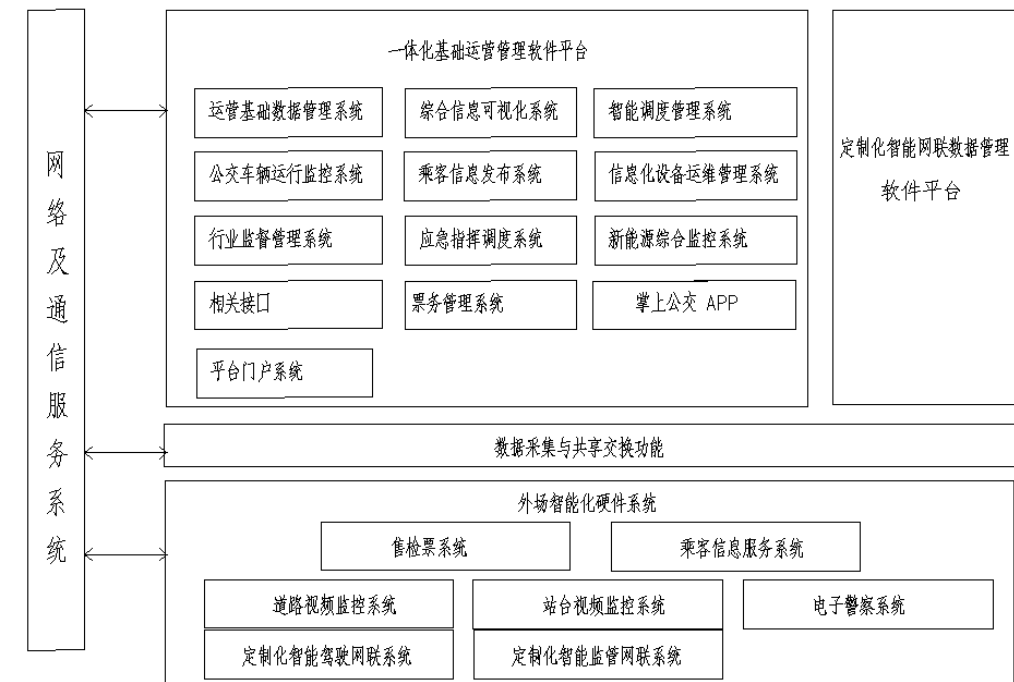 网络及通信服务系统
一体化基础运营管理软件平台
运营基础数据管理系统
综合信息可视化系统
智能调度管理系统
公交车辆运行监控系统
乘客信息发布系统
信息化设备运维管理系统
行业监督管理系统
应急指挥调度系统
新能源综合监控系统
相关接口
票务管理系统
掌上公交 APP
平台门户系统
定制化智能网联数据管理
软件平台
数据采集与共享交换功能
外场智能化硬件系统
售检票系统
乘客信息服务系统
道路视频监控系统
站台视频监控系统
电子警察系统
定制化智能驾驶网联系统
定制化智能监管网联系统